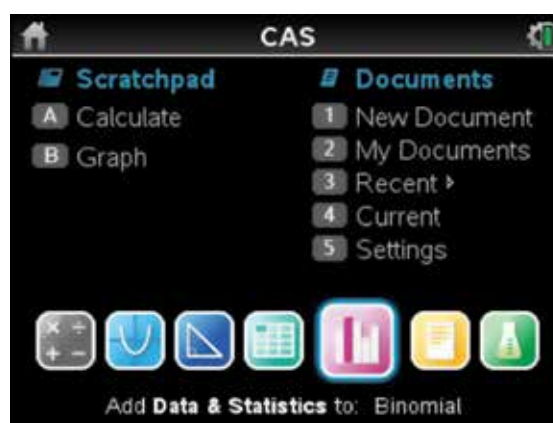 CAS
Scratchpad
A Calculate
B Graph
Documents
1 New Document
2 My Documents
3 Recent ▸
4 Current
5 Settings
Add Data & Statistics to: Binomial